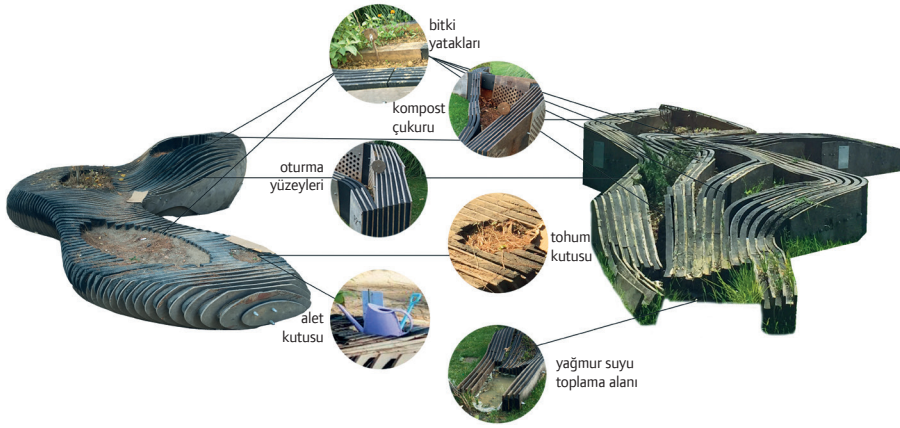 bitki
yatakları
kompost
çukuru
oturma
yüzeyleri
tohum
kutusu
alet
kutusu
yağmur suyu
toplama alanı